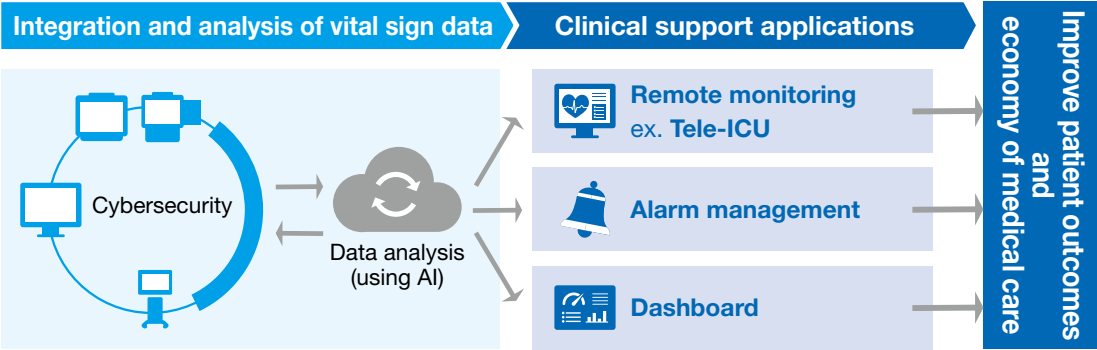 Integration and analysis of vital sign data
Clinical support applications
Cybersecurity
Data analysis
(using AI)
Remote monitoring
ex. Tele-ICU
Alarm management
Dashboard
Improve patient outcomes
and
economy of medical care